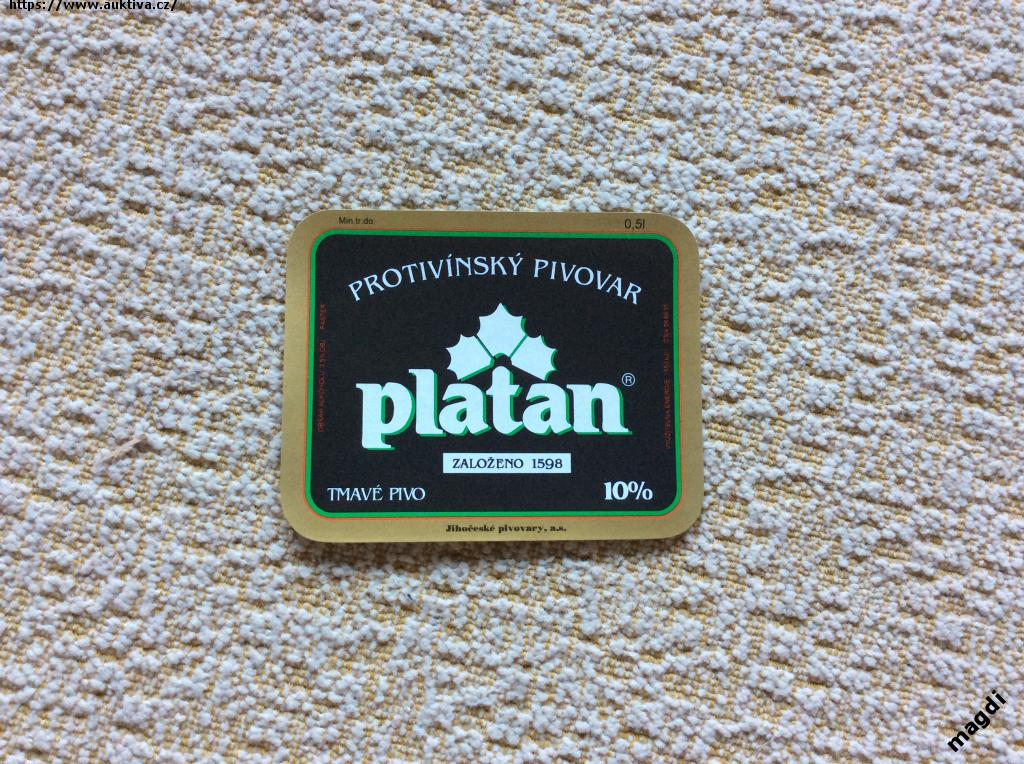 https://www.auktiva.cz/
Min.tr.do:
0,5l
PROTIVÍNSKÝ PIVOVAR
platan®
ZALOŽENO 1598
TMAVÉ PIVO
10%
Jihočeské pivovary, a.s.
magdi